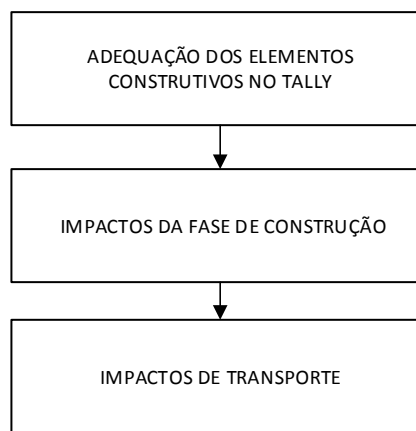 ADEQUAÇÃO DOS ELEMENTOS
CONSTRUTIVOS NO TALLY
IMPACTOS DA FASE DE CONSTRUÇÃO
IMPACTOS DE TRANSPORTE